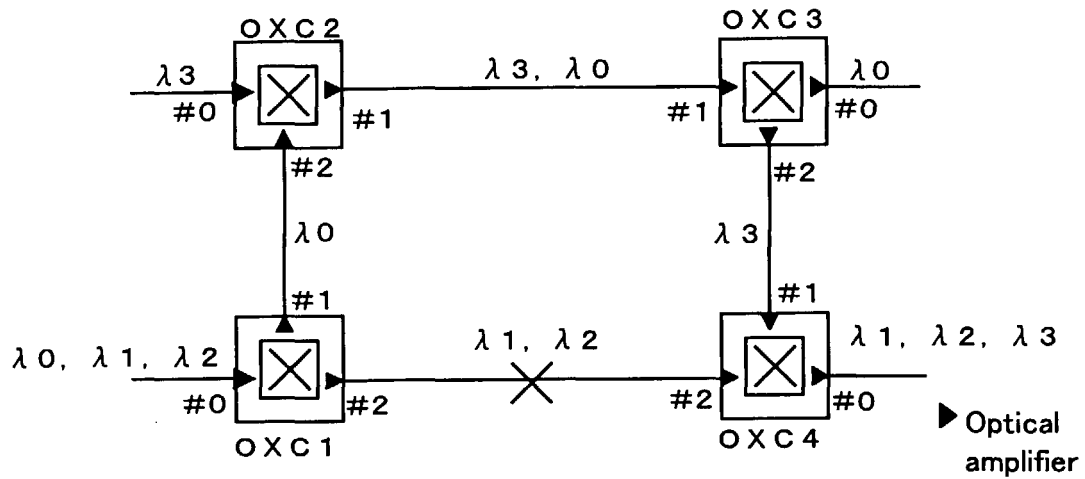 OXC2
OXC3
λ3
λ3, λ0
λ0
#0
#1
#1
#0
#2
#2
λ0
λ3
#1
#1
λ0, λ1, λ2
λ1, λ2
λ1, λ2, λ3
#0
#2
#2
#0
OXC1
OXC4
Optical
amplifier